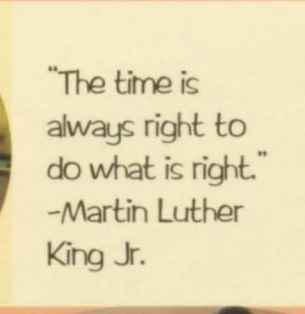 "The time is
always right to
do what is right."
-Martin Luther
King Jr.